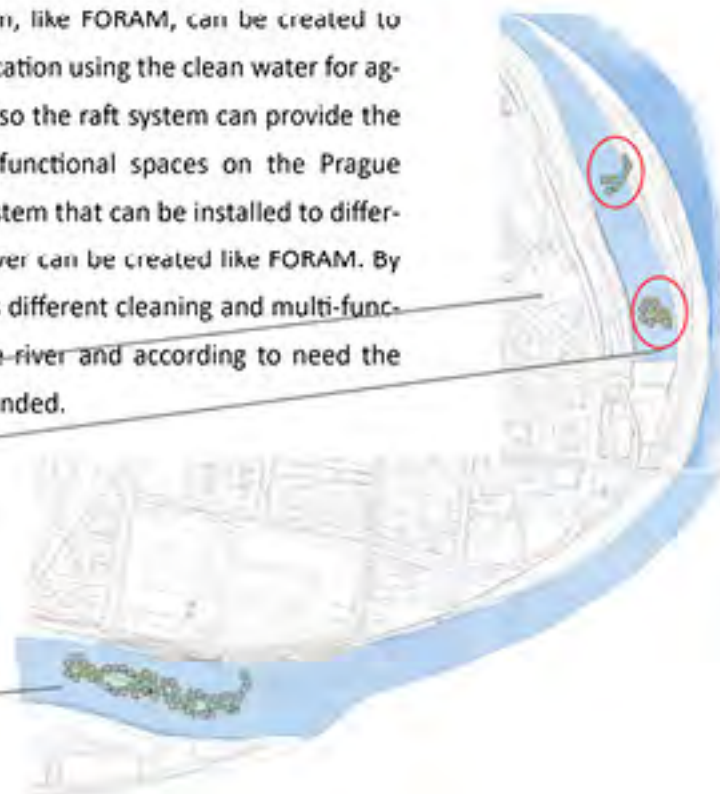 n, like FORAM, can be created to
cation using the clean water for ag-
so the raft system can provide the
functional spaces on the Prague
stem that can be installed to differ-
ver can be created like FORAM. By
s different cleaning and multi-func-
e river and according to need the
nded.